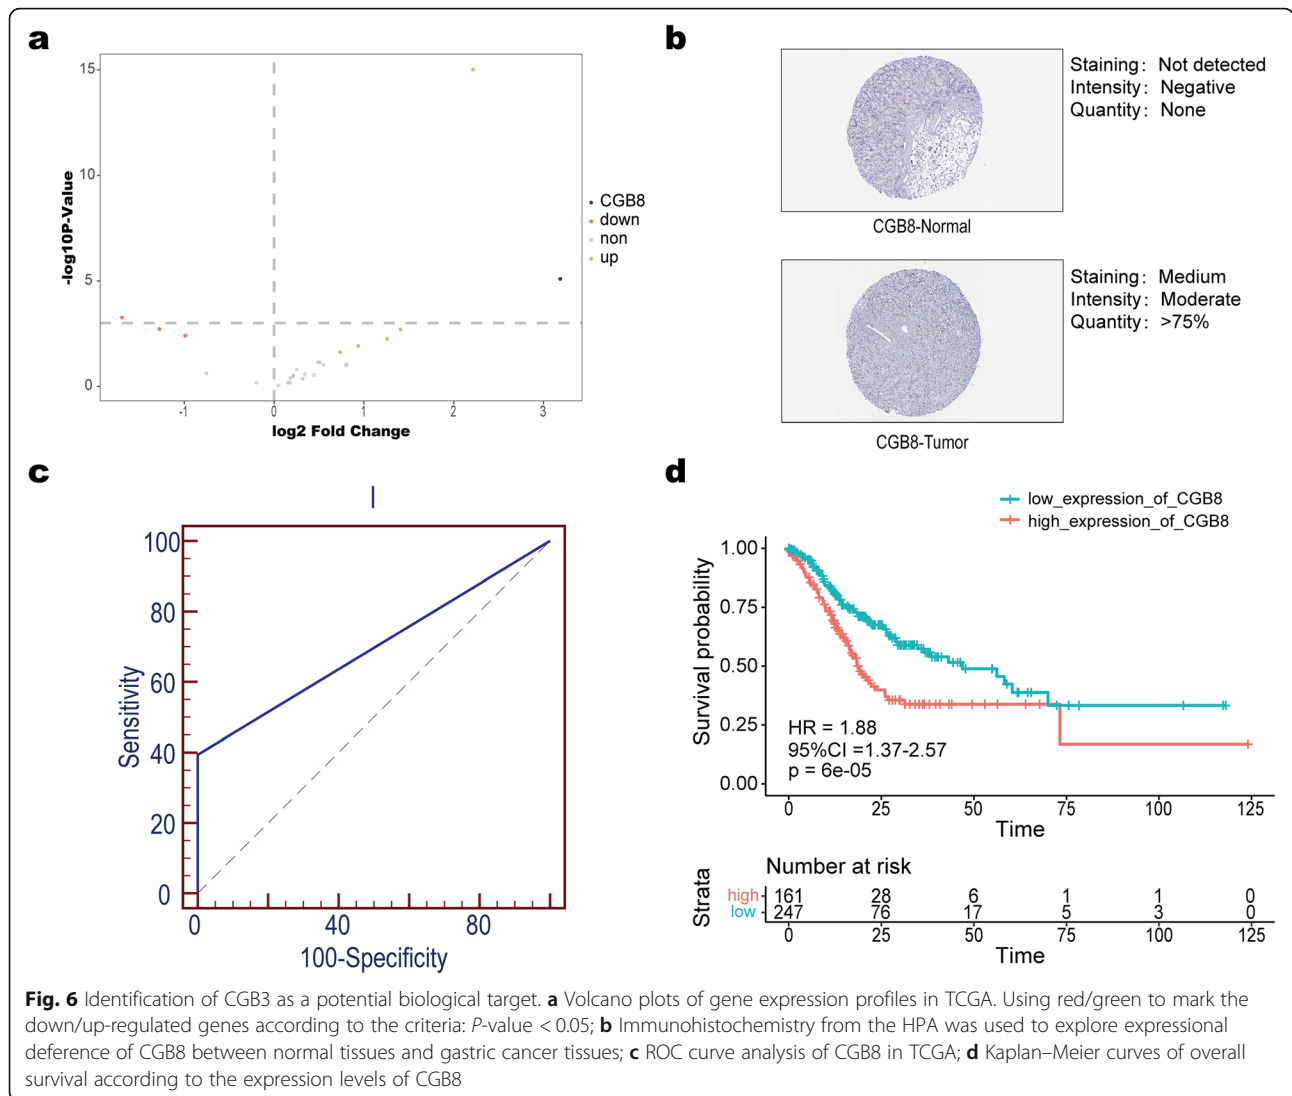 a
15
10
5
0
-log10P-Value
-1 0 1 2 3
log2 Fold Change
CGB8
down
non
up
b
Staining: Not detected
Intensity: Negative
Quantity: None
CGB8-Normal
Staining: Medium
Intensity: Moderate
Quantity: >75%
CGB8-Tumor
c
100
80
60
40
20
0
Sensitivity
0 40 80
100-Specificity
d
low_expression_of_CGB8
high_expression_of_CGB8
1.00
0.75
0.50
0.25
0.00
Survival probability
HR = 1.88
95%CI =1.37-2.57
p = 6e-05
0 25 50 75 100 125
Time
Number at risk
Strata
high 161 28 6 1 1 0
low 247 76 17 5 3 0
0 25 50 75 100 125
Time
Fig. 6 Identification of CGB3 as a potential biological target. a Volcano plots of gene expression profiles in TCGA. Using red/green to mark the
down/up-regulated genes according to the criteria: P-value < 0.05; b Immunohistochemistry from the HPA was used to explore expressional
deference of CGB8 between normal tissues and gastric cancer tissues; c ROC curve analysis of CGB8 in TCGA; d Kaplan–Meier curves of overall
survival according to the expression levels of CGB8